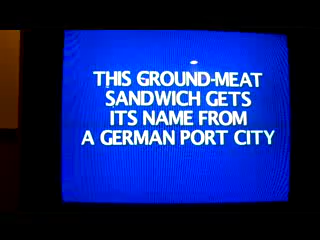 THIS GROUND-MEAT
SANDWICH GETS
ITS NAME FROM
A GERMAN PORT CITY